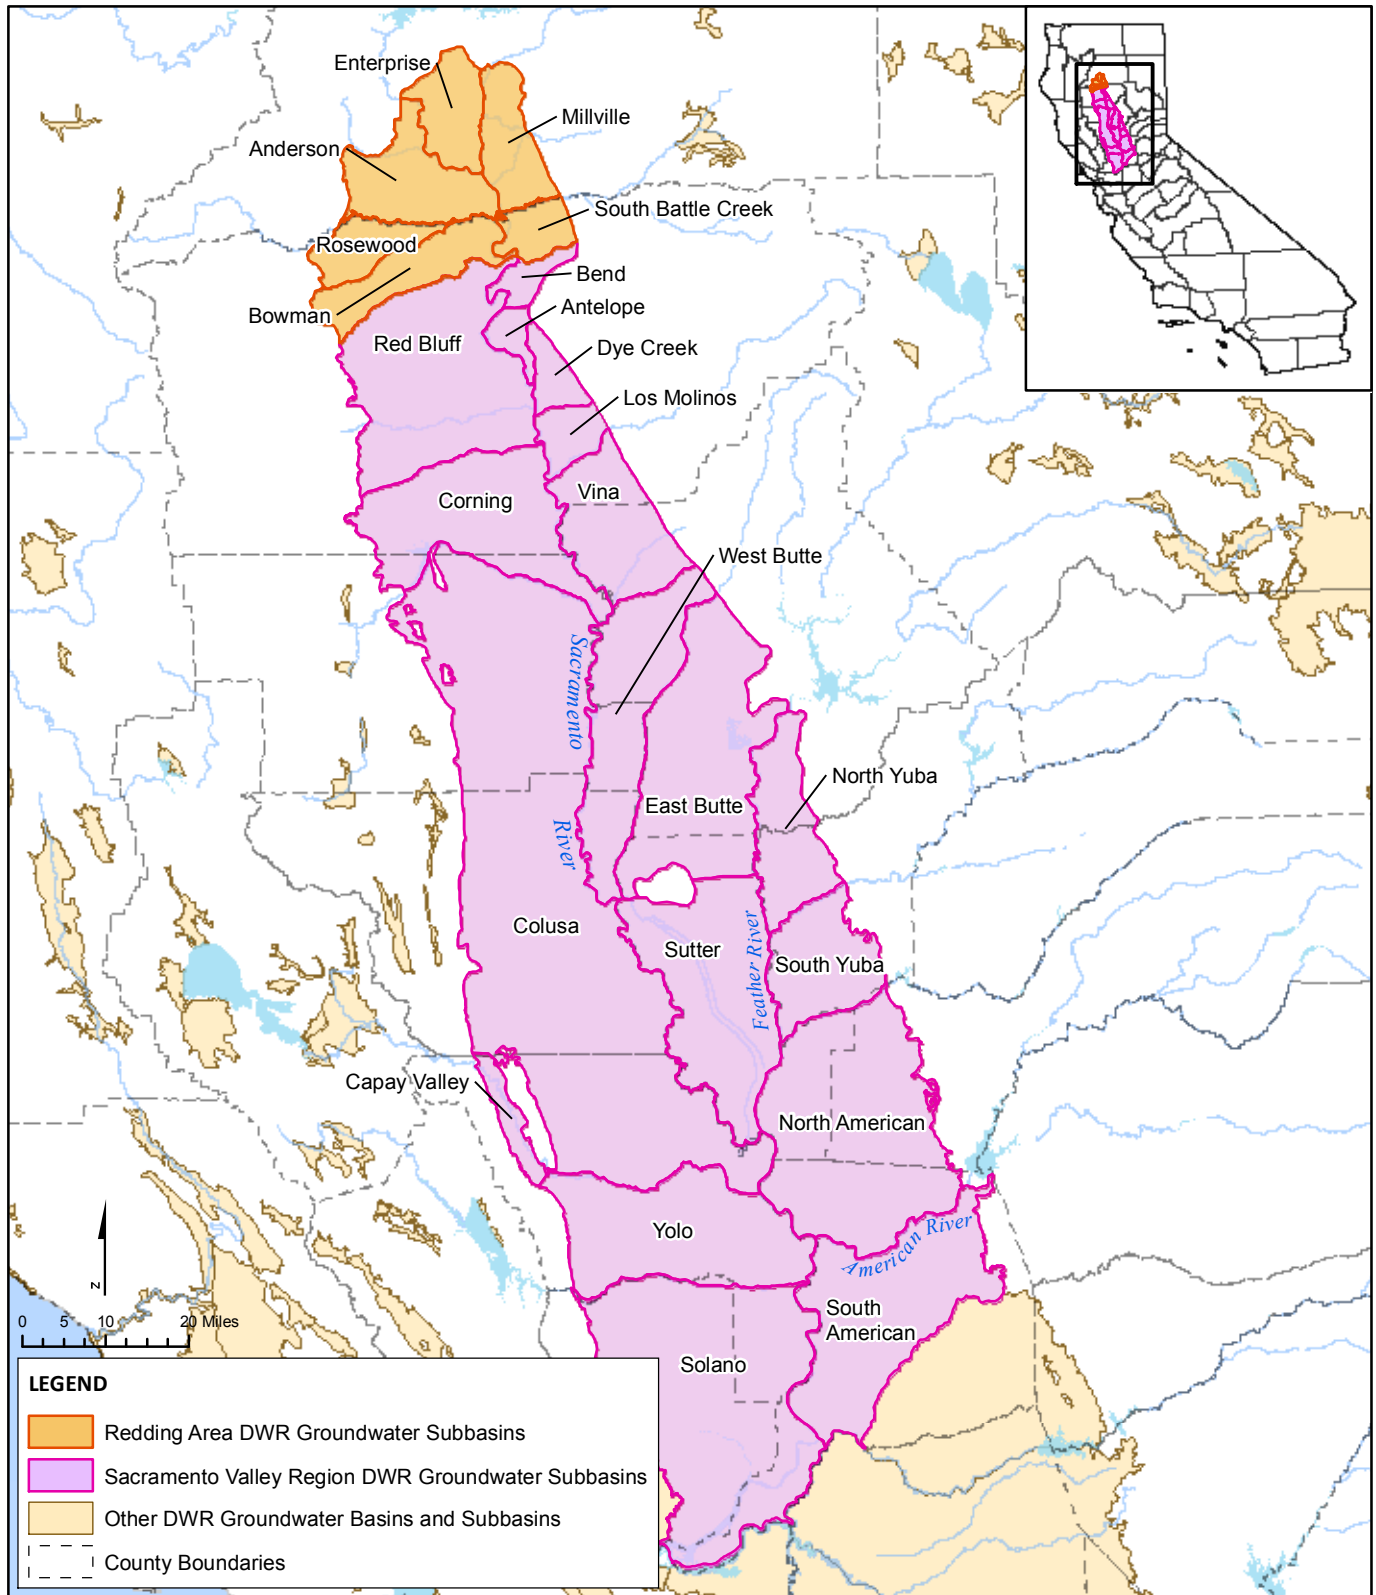 Enterprise
Millville
Anderson
South Battle Creek
Rosewood
Bend
Bowman
Antelope
Red Bluff
Dye Creek
Los Molinos
Corning
Vina
West Butte
Sacramento
River
North Yuba
East Butte
Colusa
Sutter
Feather River
South Yuba
Capay Valley
North American
Yolo
American River
South
American
Solano
N
0 5 10 20 Miles
LEGEND
Redding Area DWR Groundwater Subbasins
Sacramento Valley Region DWR Groundwater Subbasins
Other DWR Groundwater Basins and Subbasins
County Boundaries